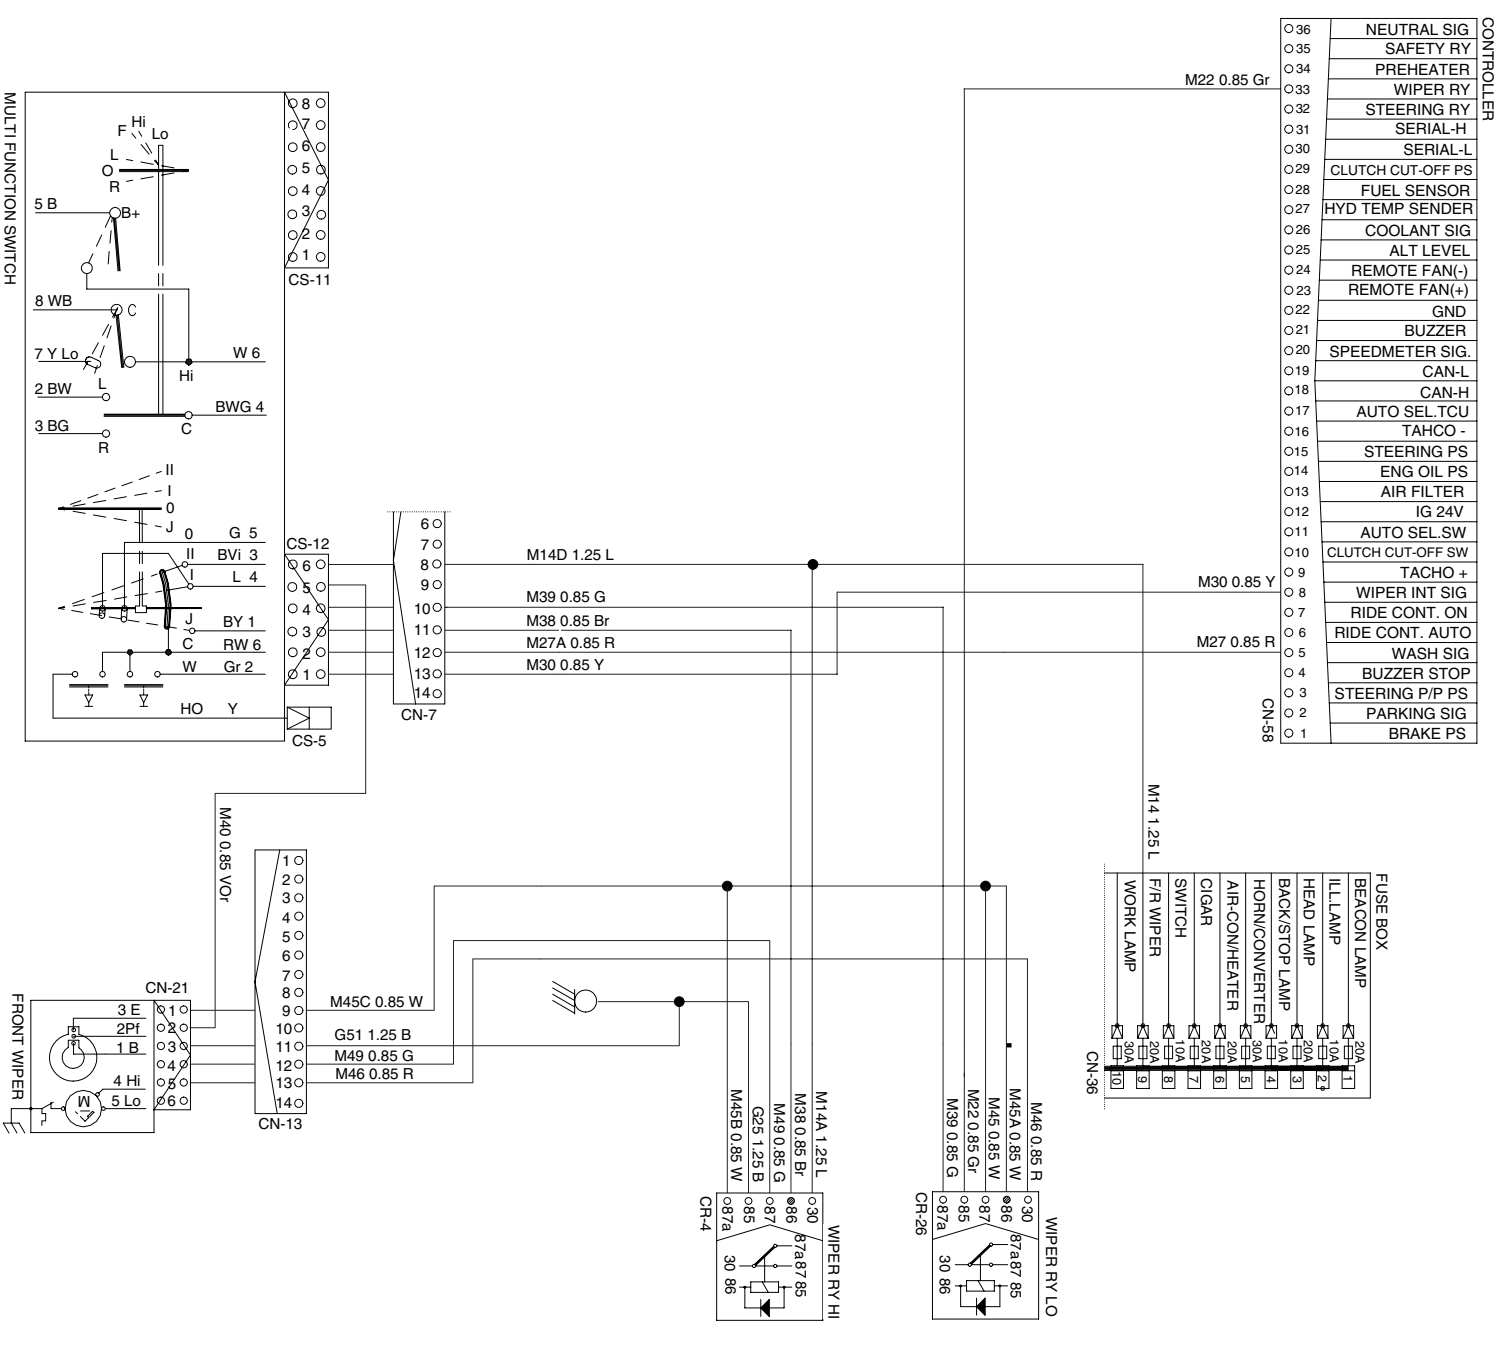 CONTROLLER
36 NEUTRAL SIG
35 SAFETY RY
34 PREHEATER
33 WIPER RY
32 STEERING RY
31 SERIAL-H
30 SERIAL-L
29 CLUTCH CUT-OFF PS
28 FUEL SENSOR
27 HYD TEMP SENDER
26 COOLANT SIG
25 ALT LEVEL
24 REMOTE FAN(-)
23 REMOTE FAN(+)
22 GND
21 BUZZER
20 SPEEDMETER SIG.
19 CAN-L
18 CAN-H
17 AUTO SEL.TCU
16 TAHCO -
15 STEERING PS
14 ENG OIL PS
13 AIR FILTER
12 IG 24V
11 AUTO SEL.SW
10 CLUTCH CUT-OFF SW
9 TACHO +
8 WIPER INT SIG
7 RIDE CONT. ON
6 RIDE CONT. AUTO
5 WASH SIG
4 BUZZER STOP
3 STEERING P/P PS
2 PARKING SIG
1 BRAKE PS
CN-58
M22 0.85 Gr
M30 0.85 Y
M27 0.85 R
MULTI FUNCTION SWITCH
F
Hi
Lo
L
O
R
5 B
B+
8 WB
C
7 Y Lo
W 6
Hi
2 BW
L
BWG 4
C
3 BG
R
II
I
0
J
0
G 5
II
BVi 3
I
L 4
J
BY 1
C
RW 6
W
Gr 2
HO
Y
8
7
6
5
4
3
2
1
CS-11
CS-12
6
5
4
3
2
1
CS-5
6
7
8
9
10
11
12
13
14
CN-7
M14D 1.25 L
M39 0.85 G
M38 0.85 Br
M27A 0.85 R
M30 0.85 Y
M14 1.25 L
M40 0.85 VOr
1
2
3
4
5
6
7
8
9
10
11
12
13
14
CN-13
M45C 0.85 W
G51 1.25 B
M49 0.85 G
M46 0.85 R
CN-21
1
2
3
4
5
6
3 E
2Pf
1 B
4 Hi
5 Lo
M
FRONT WIPER
FUSE BOX
BEACON LAMP
ILL.LAMP
HEAD LAMP
BACK/STOP LAMP
HORN/CONVERTER
AIR-CON/HEATER
CIGAR
SWITCH
F/R WIPER
WORK LAMP
20A
10A
20A
10A
30A
20A
20A
10A
20A
30A
1
2
3
4
5
6
7
8
9
10
CN-36
M14A 1.25 L
M38 0.85 Br
M49 0.85 G
G25 1.25 B
M45B 0.85 W
30
86
87
85
87a
CR-4
WIPER RY HI
87a
87
85
30
86
M46 0.85 R
M45A 0.85 W
M45 0.85 W
M22 0.85 Gr
M39 0.85 G
30
86
87
85
87a
CR-26
WIPER RY LO
87a
87
85
30
86